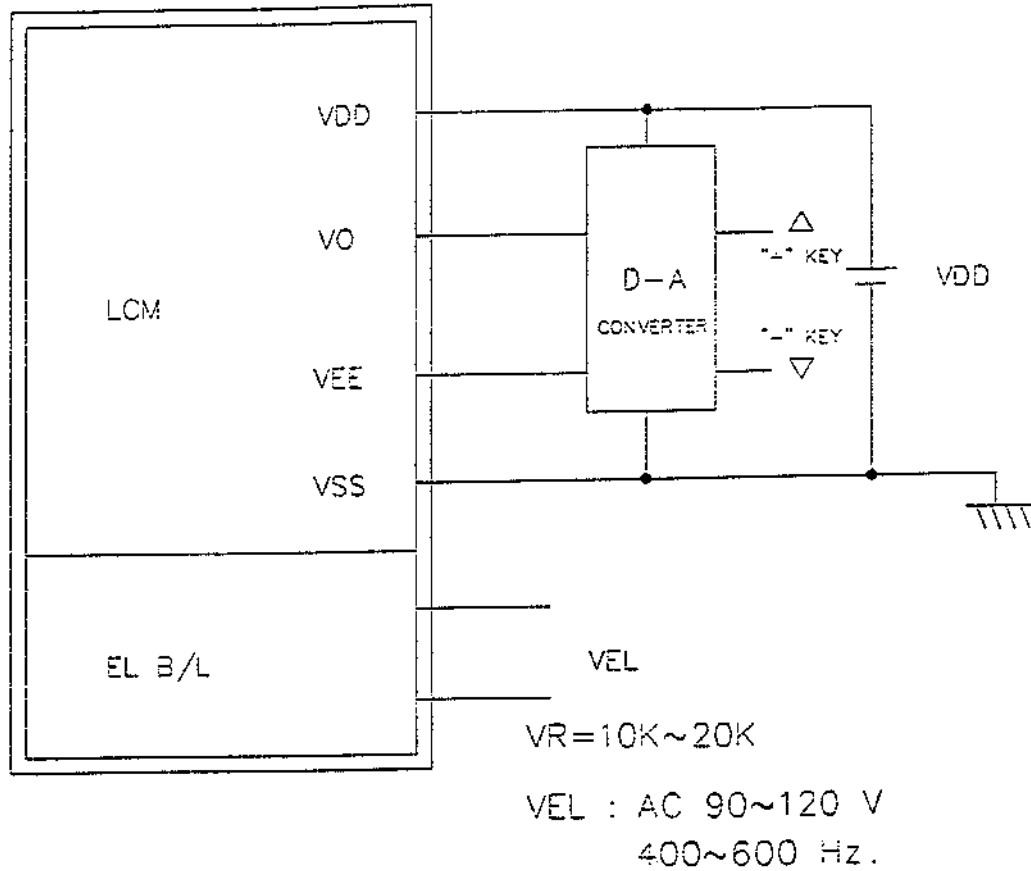 VDD
VO
LCM
VEE
VSS
D-A
CONVERTER
KEY
"-" KEY
VDD
EL B/L
VEL
VR=10K~20K
VEL : AC 90~120 V
400~600 Hz.